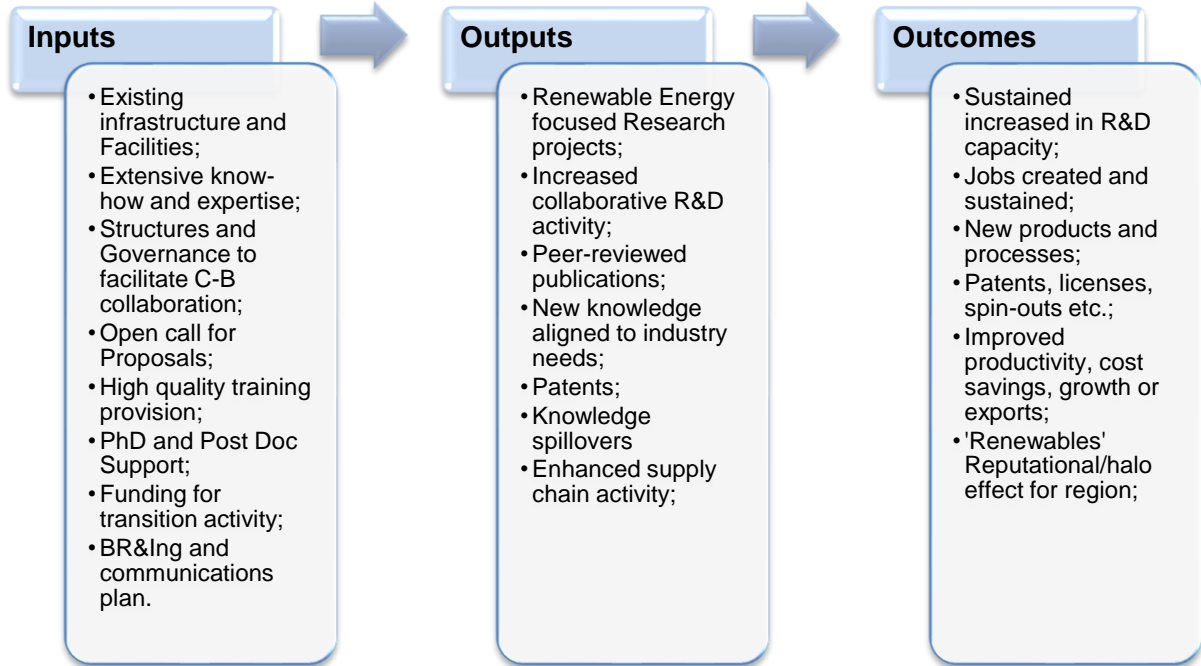 Inputs
• Existing
infrastructure and
Facilities;
• Extensive know-
how and expertise;
• Structures and
Governance to
facilitate C-B
collaboration;
• Open call for
Proposals;
• High quality training
provision;
• PhD and Post Doc
Support;
• Funding for
transition activity;
• BR&Ing and
communications
plan.
Outputs
• Renewable Energy
focused Research
projects;
• Increased
collaborative R&D
activity;
• Peer-reviewed
publications;
• New knowledge
aligned to industry
needs;
• Patents;
• Knowledge
spillovers
• Enhanced supply
chain activity;
Outcomes
• Sustained
increased in R&D
capacity;
• Jobs created and
sustained;
• New products and
processes;
• Patents, licenses,
spin-outs etc.;
• Improved
productivity, cost
savings, growth or
exports;
• 'Renewables'
Reputational/halo
effect for region;